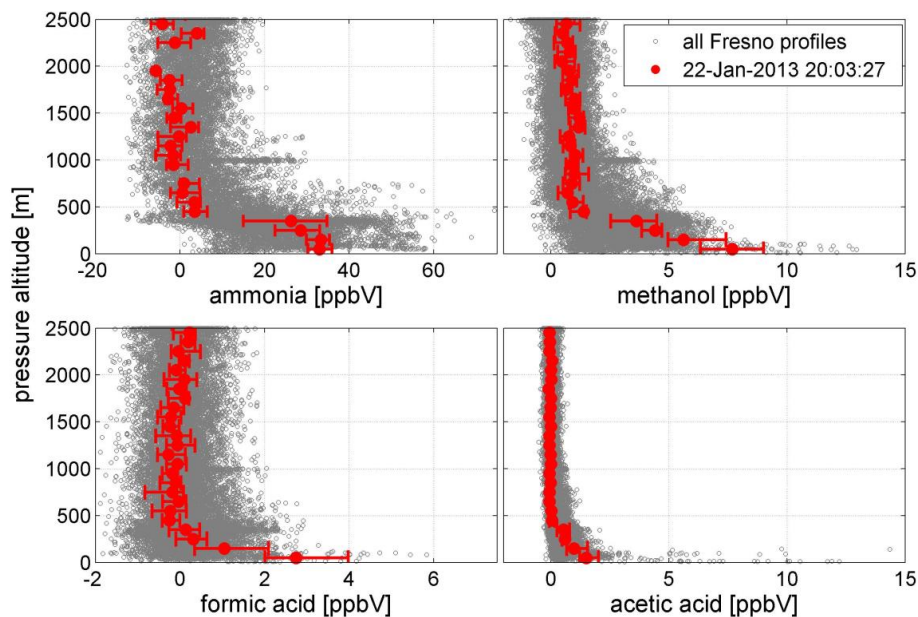 2500
2000
1500
1000
500
0
-20 0 20 40 60
ammonia [ppbV]
all Fresno profiles
22-Jan-2013 20:03:27
0 5 10 15
methanol [ppbV]
pressure altitude [m]
2500
2000
1500
1000
500
0
-2 0 2 4 6
formic acid [ppbV]
0 5 10 15
acetic acid [ppbV]